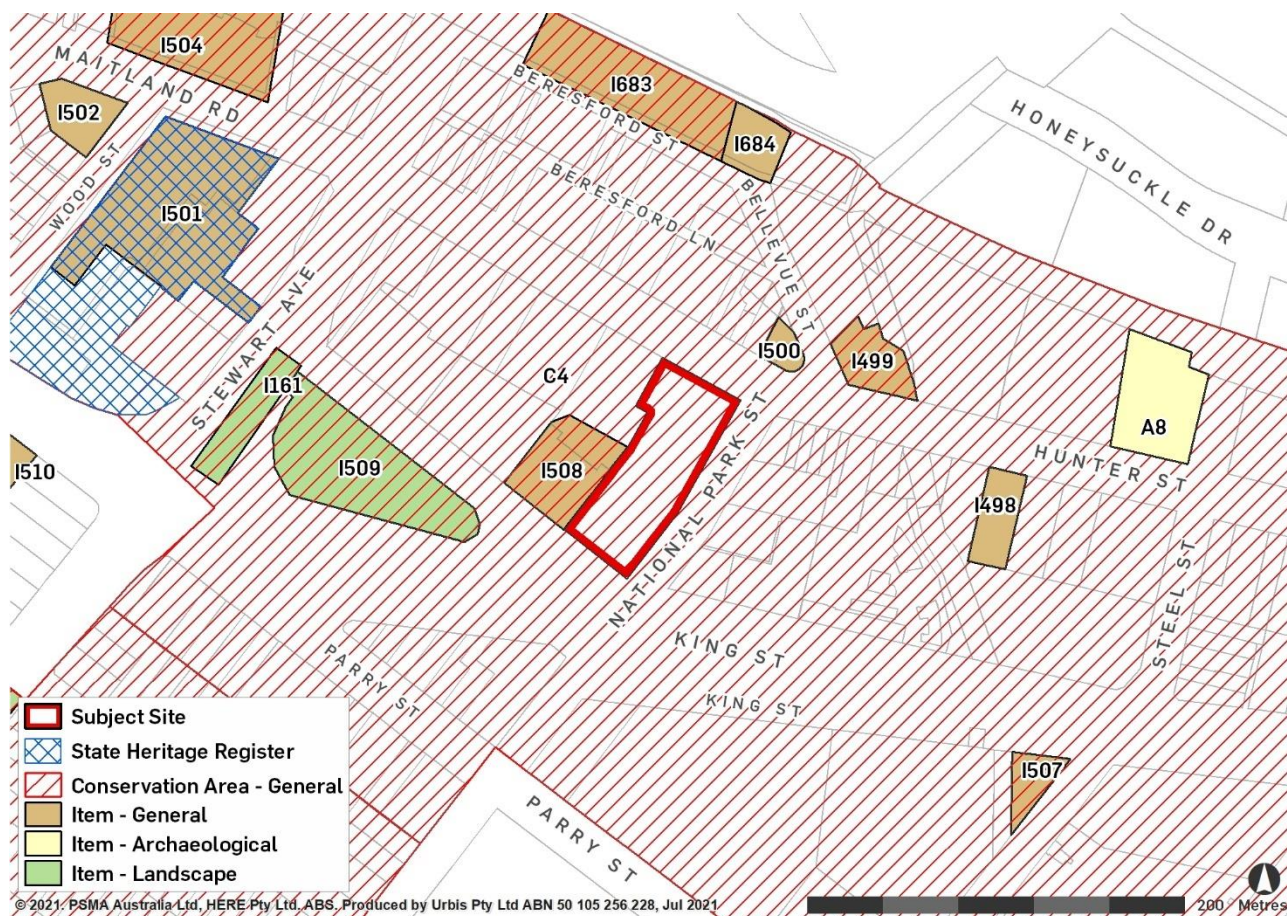 I504
MAITLAND RD
I502
WOOD ST
I501
STEWART AVE
I683
BERESFORD ST
I684
BERESFORD LN
BELLEVUE ST
HONEYSUCKLE DR
I500
I499
C4
I161
I509
I508
I510
NATIONAL PARK ST
A8
HUNTER ST
I498
STEEL ST
KING ST
KING ST
PARRY ST
PARRY ST
I507
Subject Site
State Heritage Register
Conservation Area - General
Item - General
Item - Archaeological
Item - Landscape
© 2021. PSMA Australia Ltd, HERE Pty Ltd. ABS. Produced by Urbis Pty Ltd ABN 50 105 256 228, Jul 2021
200 Metres